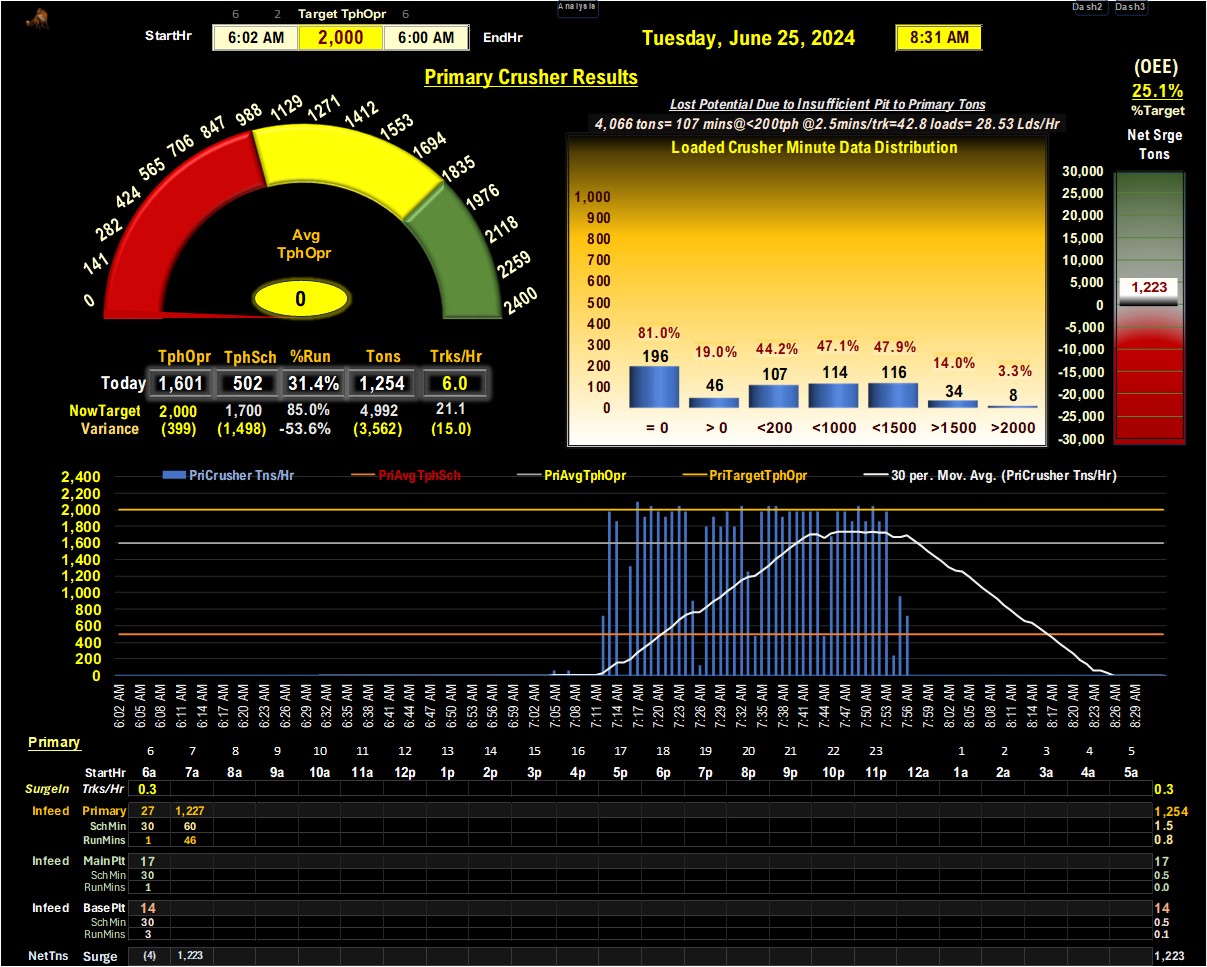 Analysis
Dash2 Dash3
6 2 Target TphOpr 6
StartHr 6:02 AM 2,000 6:00 AM EndHr
Tuesday, June 25, 2024 8:31 AM
Primary Crusher Results
(OEE)
25.1%
%Target
Net Srge
Tons
Lost Potential Due to Insufficient Pit to Primary Tons
4,066 tons= 107 mins@<200tph @2.5mins/trk=42.8 loads= 28.53 Lds/Hr
0
141
282
424
565
706
847
988
1129
1271
1412
1553
1694
1835
1976
2118
2259
2400
Avg
TphOpr
0
TphOpr TphSch %Run Tons Trks/Hr
Today 1,601 502 31.4% 1,254 6.0
NowTarget 2,000 1,700 85.0% 4,992 21.1
Variance (399) (1,498) -53.6% (3,562) (15.0)
Loaded Crusher Minute Data Distribution
1,000
900
800
700
600
500
400
300
200
100
0
81.0% 19.0% 44.2% 47.1% 47.9% 14.0% 3.3%
196 46 107 114 116 34 8
= 0 > 0 <200 <1000 <1500 >1500 >2000
30,000
25,000
20,000
15,000
10,000
5,000
0
-5,000
-10,000
-15,000
-20,000
-25,000
-30,000
1,223
PriCrusher Tns/Hr PriAvgTphSch PriAvgTphOpr PriTargetTphOpr 30 per. Mov. Avg. (PriCrusher Tns/Hr)
2,400
2,200
2,000
1,800
1,600
1,400
1,200
1,000
800
600
400
200
0
6:02 AM 6:05 AM 6:08 AM 6:11 AM 6:14 AM 6:17 AM 6:20 AM 6:23 AM 6:26 AM 6:29 AM 6:32 AM 6:35 AM 6:38 AM 6:41 AM 6:44 AM 6:47 AM 6:50 AM 6:53 AM 6:56 AM 6:59 AM 7:02 AM 7:05 AM 7:08 AM 7:11 AM 7:14 AM 7:17 AM 7:20 AM 7:23 AM 7:26 AM 7:29 AM 7:32 AM 7:35 AM 7:38 AM 7:41 AM 7:44 AM 7:47 AM 7:50 AM 7:53 AM 7:56 AM 7:59 AM 8:02 AM 8:05 AM 8:08 AM 8:11 AM 8:14 AM 8:17 AM 8:20 AM 8:23 AM 8:26 AM 8:29 AM
Primary
6 7 8 9 10 11 12 13 14 15 16 17 18 19 20 21 22 23 1 2 3 4 5
StartHr 6a 7a 8a 9a 10a 11a 12p 1p 2p 3p 4p 5p 6p 7p 8p 9p 10p 11p 12a 1a 2a 3a 4a 5a
SurgeIn Trks/Hr 0.3 0.3
Infeed Primary 27 1,227 1,254
SchMin 30 60 1.5
RunMins 1 46 0.8
Infeed MainPlt 17 17
SchMin 30 0.5
RunMins 1 0.0
Infeed BasePlt 14 14
SchMin 30 0.5
RunMins 3 0.1
NetTns Surge (4) 1,223 1,223